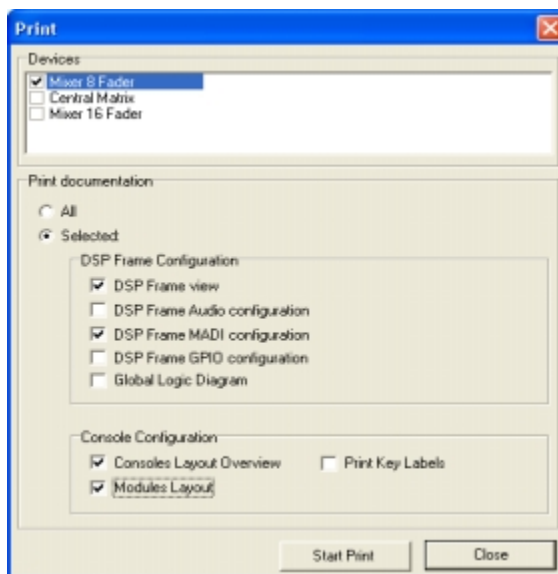 Print
Devices
Mixer 8 Fader
Central Matrix
Mixer 16 Fader
Print documentation
All
Selected:
DSP Frame Configuration
DSP Frame view
DSP Frame Audio configuration
DSP Frame MADI configuration
DSP Frame GPIO configuration
Global Logic Diagram
Console Configuration
Consoles Layout Overview Print Key Labels
Modules Layout
Start Print Close